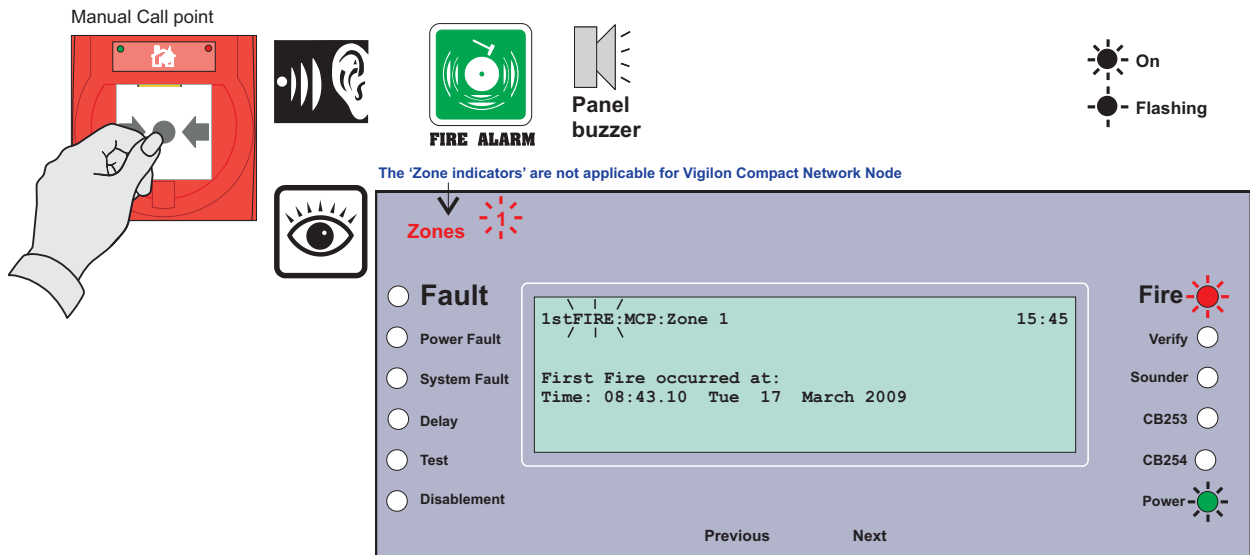 Manual Call point
FIRE ALARM
Panel
buzzer
On
Flashing
The ‘Zone indicators’ are not applicable for Vigilon Compact Network Node
Zones 1
Fault
Power Fault
System Fault
Delay
Test
Disablement
1stFIRE:MCP:Zone 1 15:45
First Fire occurred at:
Time: 08:43.10 Tue 17 March 2009
Fire
Verify
Sounder
CB253
CB254
Power
Previous Next